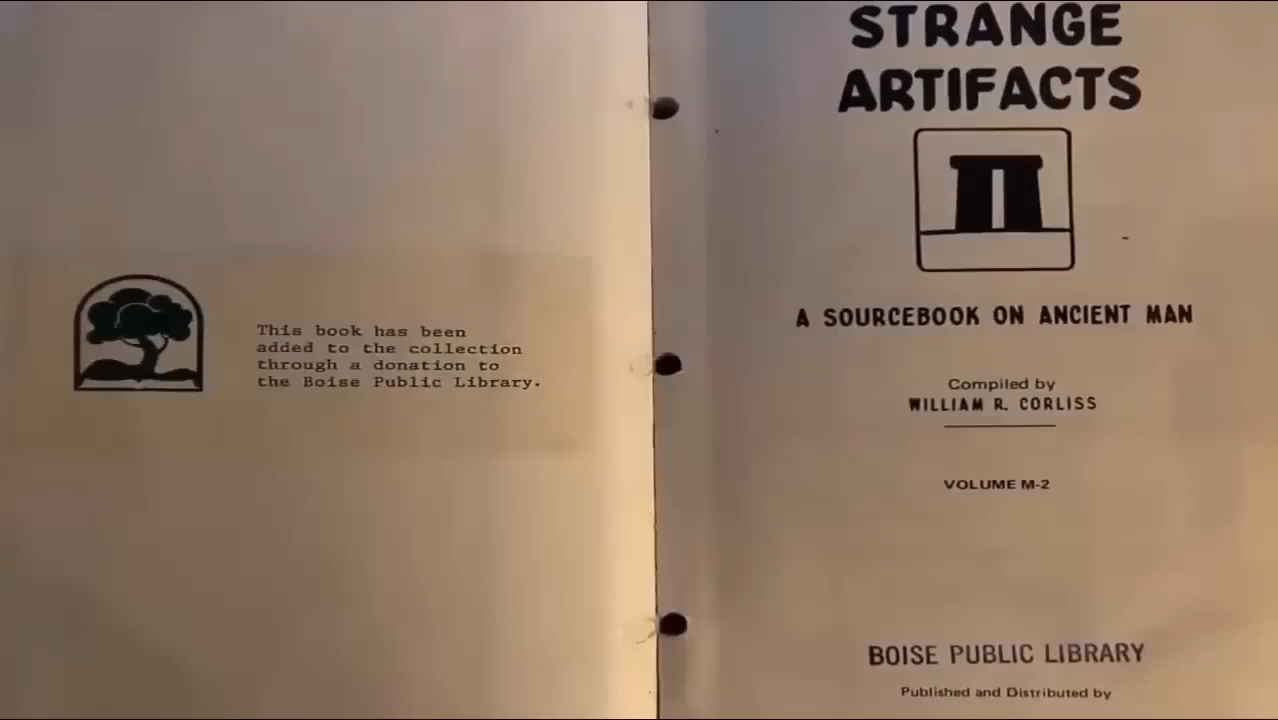 This book has been
added to the collection
through a donation to
the Boise Public Library.
STRANGE
ARTIFACTS
A SOURCEBOOK ON ANCIENT MAN
Compiled by
WILLIAM R. CORLISS
VOLUME M-2
BOISE PUBLIC LIBRARY
Published and Distributed by